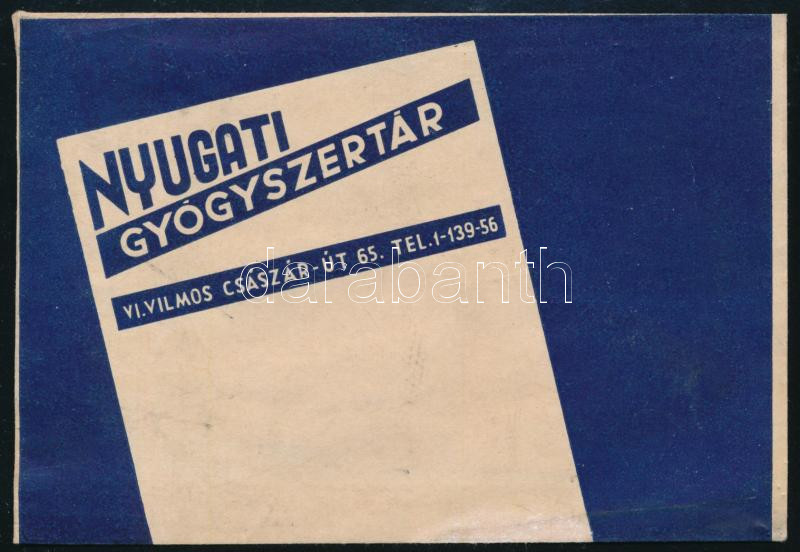 NYUGATI
GYÓGYSZERTÁR
VI. VILMOS CSÁSZÁR-ÚT, 65. TEL. 1-139-56
darabanth